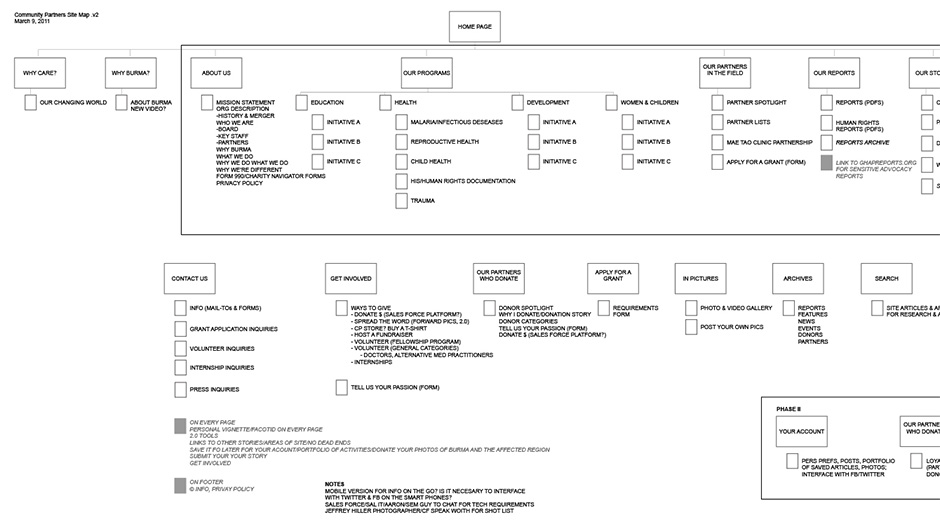 Community Partners Site Map .v2
March 9, 2011
HOME PAGE
WHY CARE?
WHY BURMA?
ABOUT US
OUR PROGRAMS
OUR PARTNERS
IN THE FIELD
OUR REPORTS
OUR STO
OUR CHANGING WORLD
ABOUT BURMA
NEW VIDEO?
MISSION STATEMENT
ORG DESCRIPTION
-HISTORY & MERGER
WHO WE ARE
-BOARD
-KEY STAFF
-PARTNERS
WHY BURMA
WHAT WE DO
WHY WE DO WHAT WE DO
WHY WE'RE DIFFERENT
FORM 990/CHARITY NAVIGATOR FORMS
PRIVACY POLICY
EDUCATION
INITIATIVE A
INITIATIVE B
INITIATIVE C
HEALTH
MALARIA/INFECTIOUS DISEASES
REPRODUCTIVE HEALTH
CHILD HEALTH
HIS/HUMAN RIGHTS DOCUMENTATION
TRAUMA
DEVELOPMENT
INITIATIVE A
INITIATIVE B
INITIATIVE C
WOMEN & CHILDREN
INITIATIVE A
INITIATIVE B
INITIATIVE C
PARTNER SPOTLIGHT
PARTNER LISTS
MAE TAO CLINIC PARTNERSHIP
APPLY FOR A GRANT (FORM)
REPORTS (PDFS)
HUMAN RIGHTS
REPORTS (PDFS)
REPORTS ARCHIVE
LINK TO GHAPREPORTS.ORG
FOR SENSITIVE ADVOCACY
REPORTS
CONTACT US
GET INVOLVED
OUR PARTNERS
WHO DONATE
APPLY FOR A
GRANT
IN PICTURES
ARCHIVES
SEARCH
INFO (MAIL-TOs & FORMS)
GRANT APPLICATION INQUIRIES
VOLUNTEER INQUIRIES
INTERNSHIP INQUIRIES
PRESS INQUIRIES
WAYS TO GIVE
- DONATE $ (SALES FORCE PLATFORM?)
- SPREAD THE WORD (FORWARD PICS, 2.0)
- CP STORE? BUY A T-SHIRT
- HOST A FUNDRAISER
- VOLUNTEER (FELLOWSHIP PROGRAM)
- VOLUNTEER (GENERAL CATEGORIES)
- DOCTORS, ALTERNATIVE MED PRACTITIONERS
- INTERNSHIPS
TELL US YOUR PASSION (FORM)
DONOR SPOTLIGHT
WHY I DONATE/DONATION STORY
DONOR CATEGORIES
TELL US YOUR PASSION (FORM)
DONATE $ (SALES FORCE PLATFORM?)
REQUIREMENTS
FORM
PHOTO & VIDEO GALLERY
POST YOUR OWN PICS
REPORTS
FEATURES
NEWS
EVENTS
DONORS
PARTNERS
SITE ARTICLES & A
FOR RESEARCH & A
ON EVERY PAGE
PERSONAL VIGNETTE/FACOTID ON EVERY PAGE
2.0 TOOLS
LINKS TO OTHER STORIES/AREAS OF SITE/NO DEAD ENDS
SAVE IT FO LATER FOR YOUR ACOUNT/PORTFOLIO OF ACTIVITIES/DONATE YOUR PHOTOS OF BURMA AND THE AFFECTED REGION
SUBMIT YOUR YOUR STORY
GET INVOLVED
ON FOOTER
© INFO, PRIVAY POLICY
NOTES
MOBILE VERSION FOR INFO ON THE GO? IS IT NECESARY TO INTERFACE
WITH TWITTER & FB ON THE SMART PHONES?
SALES FORCE/SAL IT/AARON/SEM GUY TO CHAT FOR TECH REQUIREMENTS
JEFFREY HILLER PHOTOGRAPHER/CF SPEAK WOITH FOR SHOT LIST
PHASE II
YOUR ACCOUNT
OUR PARTNE
WHO DONAT
PERS PREFS, POSTS, PORTFOLIO
OF SAVED ARTICLES, PHOTOS;
INTERFACE WITH FB/TWITTER
LOYA
(PAR
DON